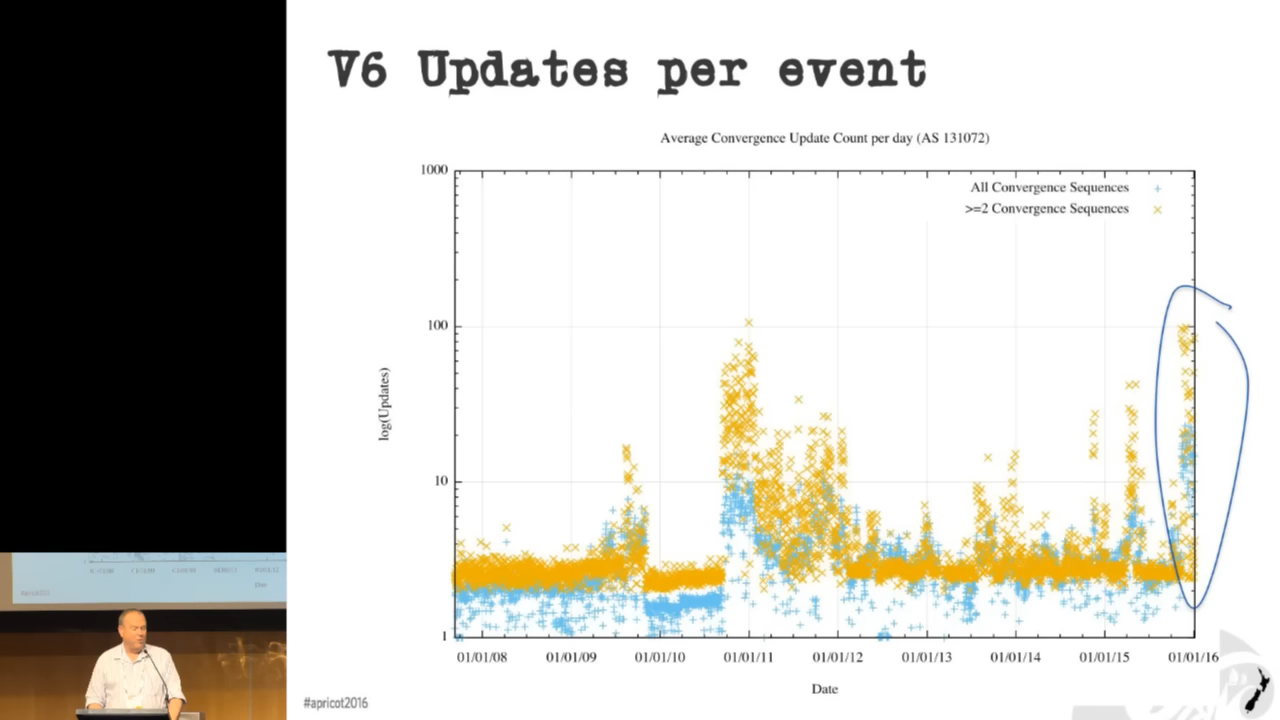 V6 Updates per event
Average Convergence Update Count per day (AS 131072)
1000
100
10
1
log(Updates)
All Convergence Sequences
>=2 Convergence Sequences
01/01/08 01/01/09 01/01/10 01/01/11 01/01/12 01/01/13 01/01/14 01/01/15 01/01/16
Date
#apricot2016